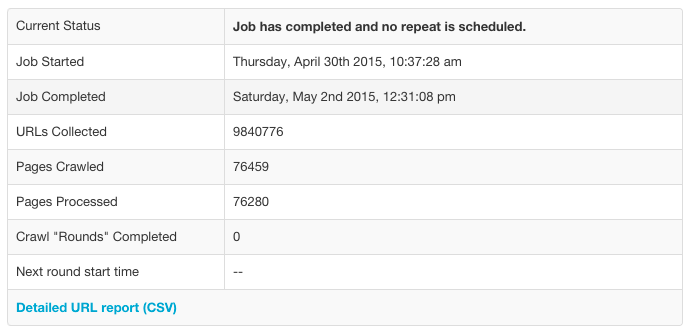 Current Status Job has completed and no repeat is scheduled.
Job Started Thursday, April 30th 2015, 10:37:28 am
Job Completed Saturday, May 2nd 2015, 12:31:08 pm
URLs Collected 9840776
Pages Crawled 76459
Pages Processed 76280
Crawl "Rounds" Completed 0
Next round start time --
Detailed URL report (CSV)